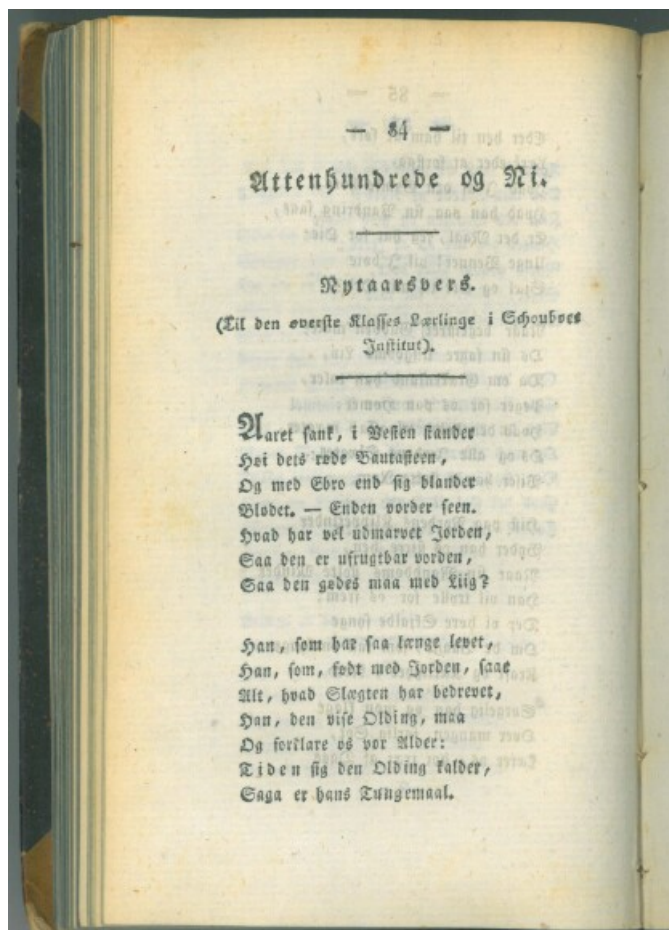 — 84 —
Attenhundrede og Ni.
Nytaarsvers.
(Til den øverste Klasses Lærlinge i Schouboes
Institut).
Aaret sank, i Vesten stander
Høi dets røde Bautasteen,
Og med Ebro end sig blander
Blodet. — Enden vorder seen.
Hvad har vel udmarvet Jorden,
Saa den er ufrugtbar vorden,
Saa den gødes maa med Liig?
Han, som har saa længe levet,
Han, som, født med Jorden, saae
Alt, hvad Slægten har bedrevet,
Han, den vise Olding, maa
Og forklare os vor Alder:
Tiden sig den Olding kalder,
Saga er hans Tungemaal.